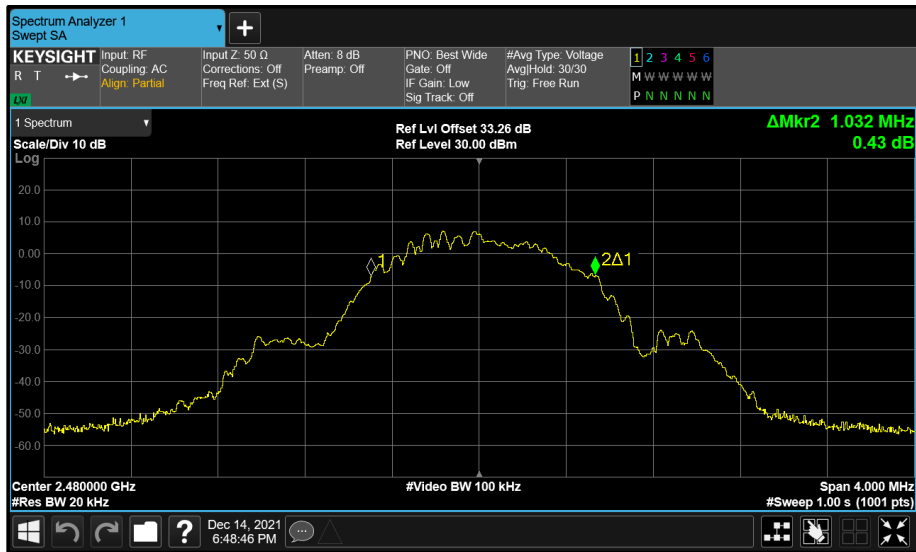 Spectrum Analyzer 1
Swept SA
KEYSIGHT Input: RF Input Z: 50 Ω Atten: 8 dB PNO: Best Wide #Avg Type: Voltage 1 2 3 4 5 6
R T Coupling: AC Corrections: Off Preamp: Off Gate: Off Avg|Hold: 30/30 M W W W W W
Align: Partial Freq Ref: Ext (S) IF Gain: Low Trig: Free Run
LXI Sig Track: Off P N N N N N
1 Spectrum Ref Lvl Offset 33.26 dB ΔMkr2 1.032 MHz
Scale/Div 10 dB Ref Level 30.00 dBm 0.43 dB
Log
20.0
10.0
0.00
1 2Δ1
-10.0
-20.0
-30.0
-40.0
-50.0
-60.0
Center 2.480000 GHz #Video BW 100 kHz Span 4.000 MHz
#Res BW 20 kHz #Sweep 1.00 s (1001 pts)
? Dec 14, 2021
6:48:46 PM